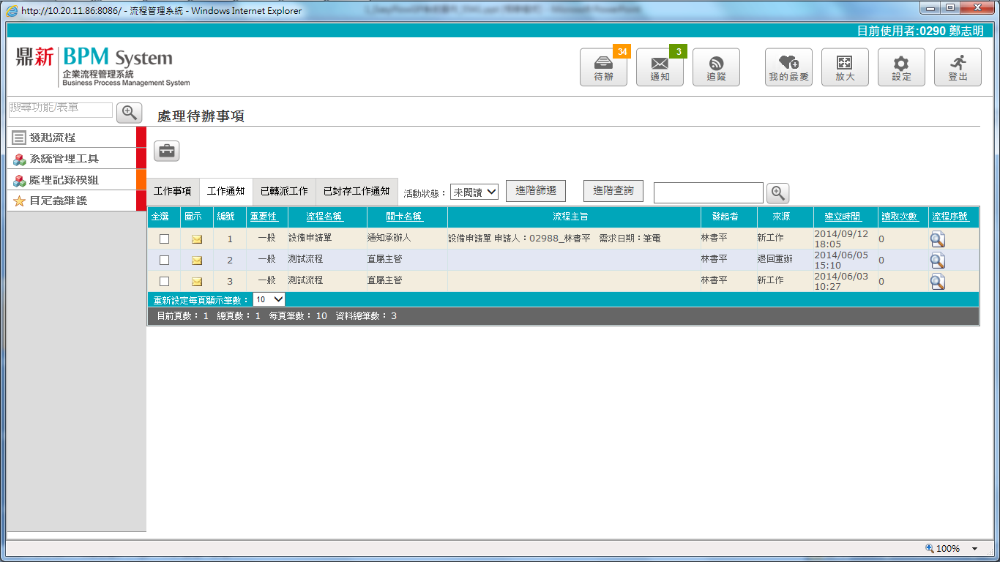 http://10.20.11.86:8086/ - 流程管理系統 - Windows Internet Explorer
目前使用者:0290 鄭志明
鼎新 BPM System
企業流程管理系統
Business Process Management System
34 3
待辦 通知 追蹤 我的最愛 放大 設定 登出
搜尋功能/表單
處理待辦事項
發起流程
系統管理工具
處理記錄模組
自定義維護
工作事項 工作通知 已轉派工作 已封存工作通知 活動狀態： 未閱讀 進階篩選 進階查詢
全選 圖示 編號 重要性 流程名稱 關卡名稱 流程主旨 發起者 來源 建立時間 讀取次數 流程序號
1 一般 設備申請單 通知承辦人 設備申請單 申請人：02988_林書平 需求日期：筆電 林書平 新工作 2014/09/12 18:05 0
2 一般 測試流程 直屬主管 林書平 退回重辦 2014/06/05 15:10 0
3 一般 測試流程 直屬主管 林書平 新工作 2014/06/03 10:27 0
重新設定每頁顯示筆數： 10
目前頁數： 1 總頁數： 1 每頁筆數： 10 資料總筆數： 3
100%